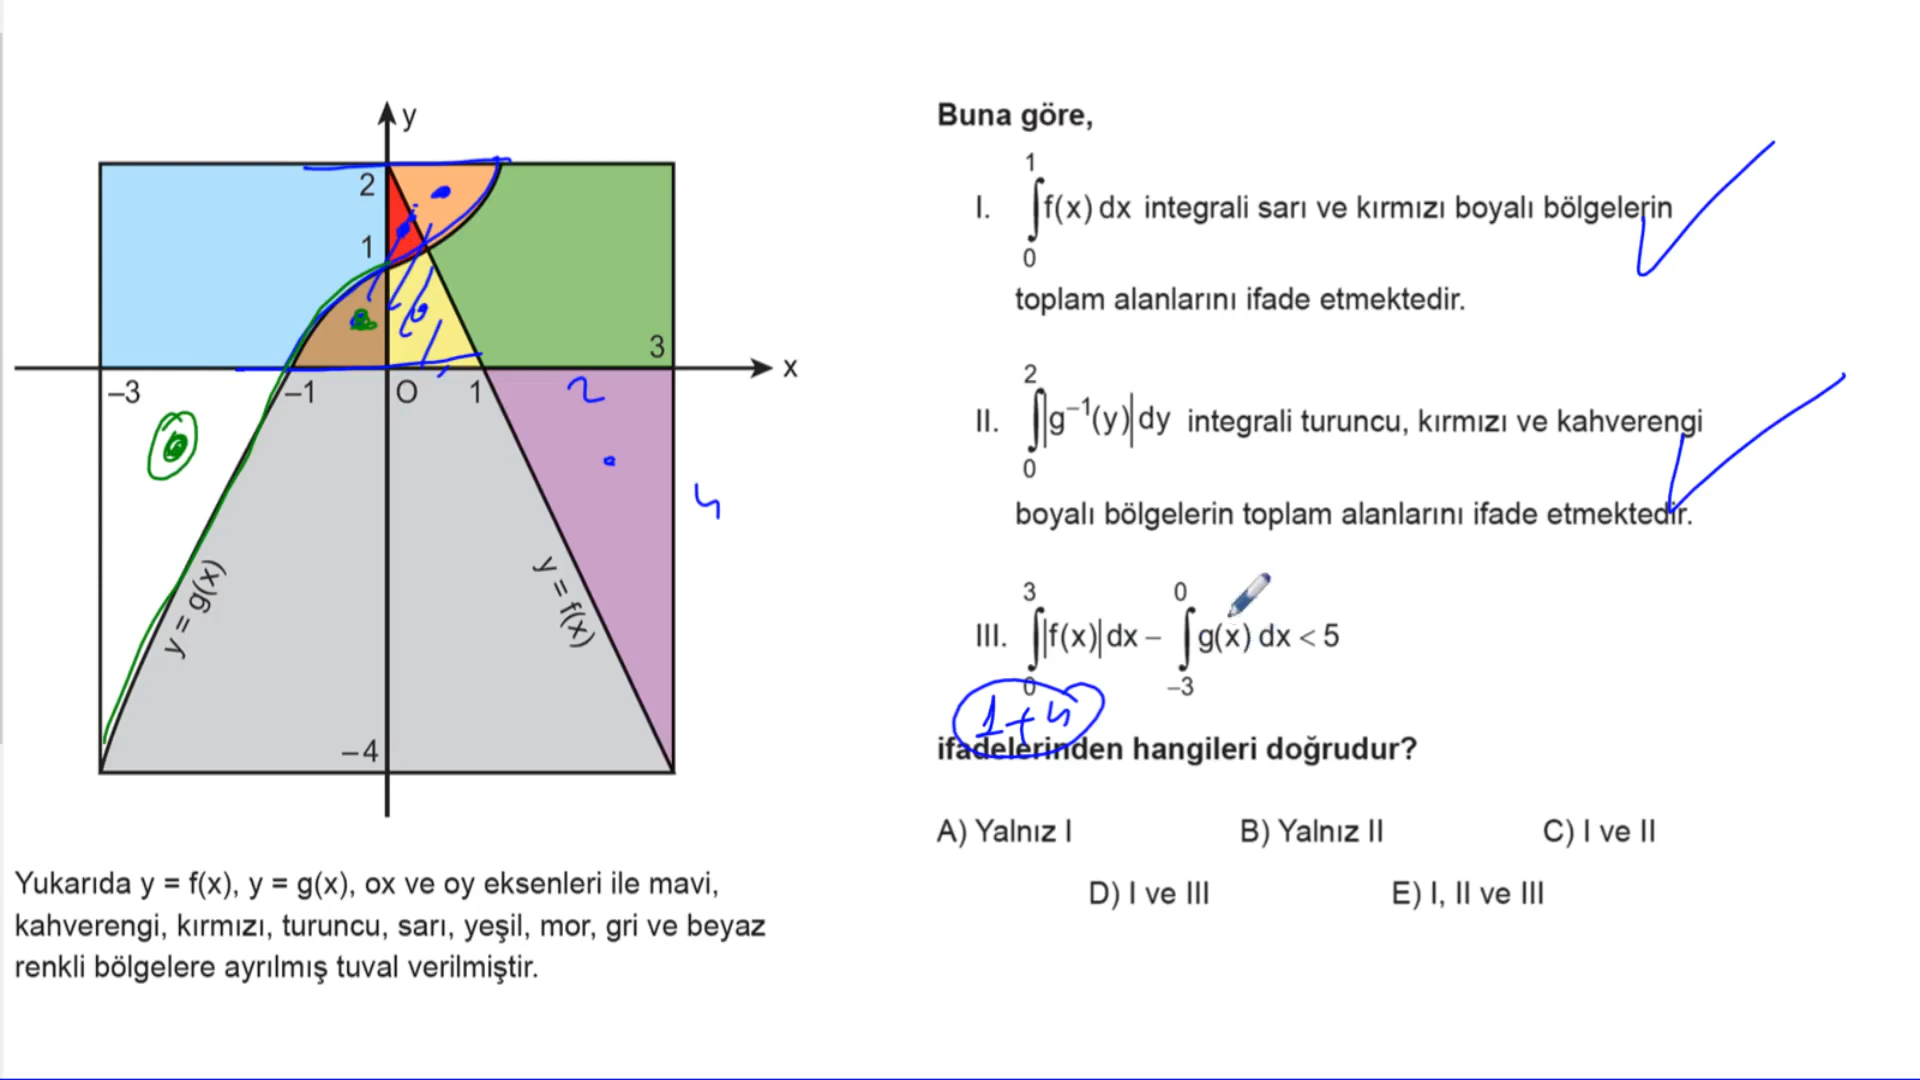 y
2
1
3
x
–3
–1
O
1
2
4
y = g(x)
y = f(x)
–4
Yukarıda y = f(x), y = g(x), ox ve oy eksenleri ile mavi,
kahverengi, kırmızı, turuncu, sarı, yeşil, mor, gri ve beyaz
renkli bölgelere ayrılmış tuval verilmiştir.
Buna göre,
I. ∫₀¹ f(x) dx integrali sarı ve kırmızı boyalı bölgelerin
toplam alanlarını ifade etmektedir.
II. ∫₀² |g⁻¹(y)| dy integrali turuncu, kırmızı ve kahverengi
boyalı bölgelerin toplam alanlarını ifade etmektedir.
III. ∫₀³ |f(x)| dx – ∫₋₃⁰ g(x) dx < 5
1+4
ifadelerinden hangileri doğrudur?
A) Yalnız I B) Yalnız II C) I ve II
D) I ve III E) I, II ve III